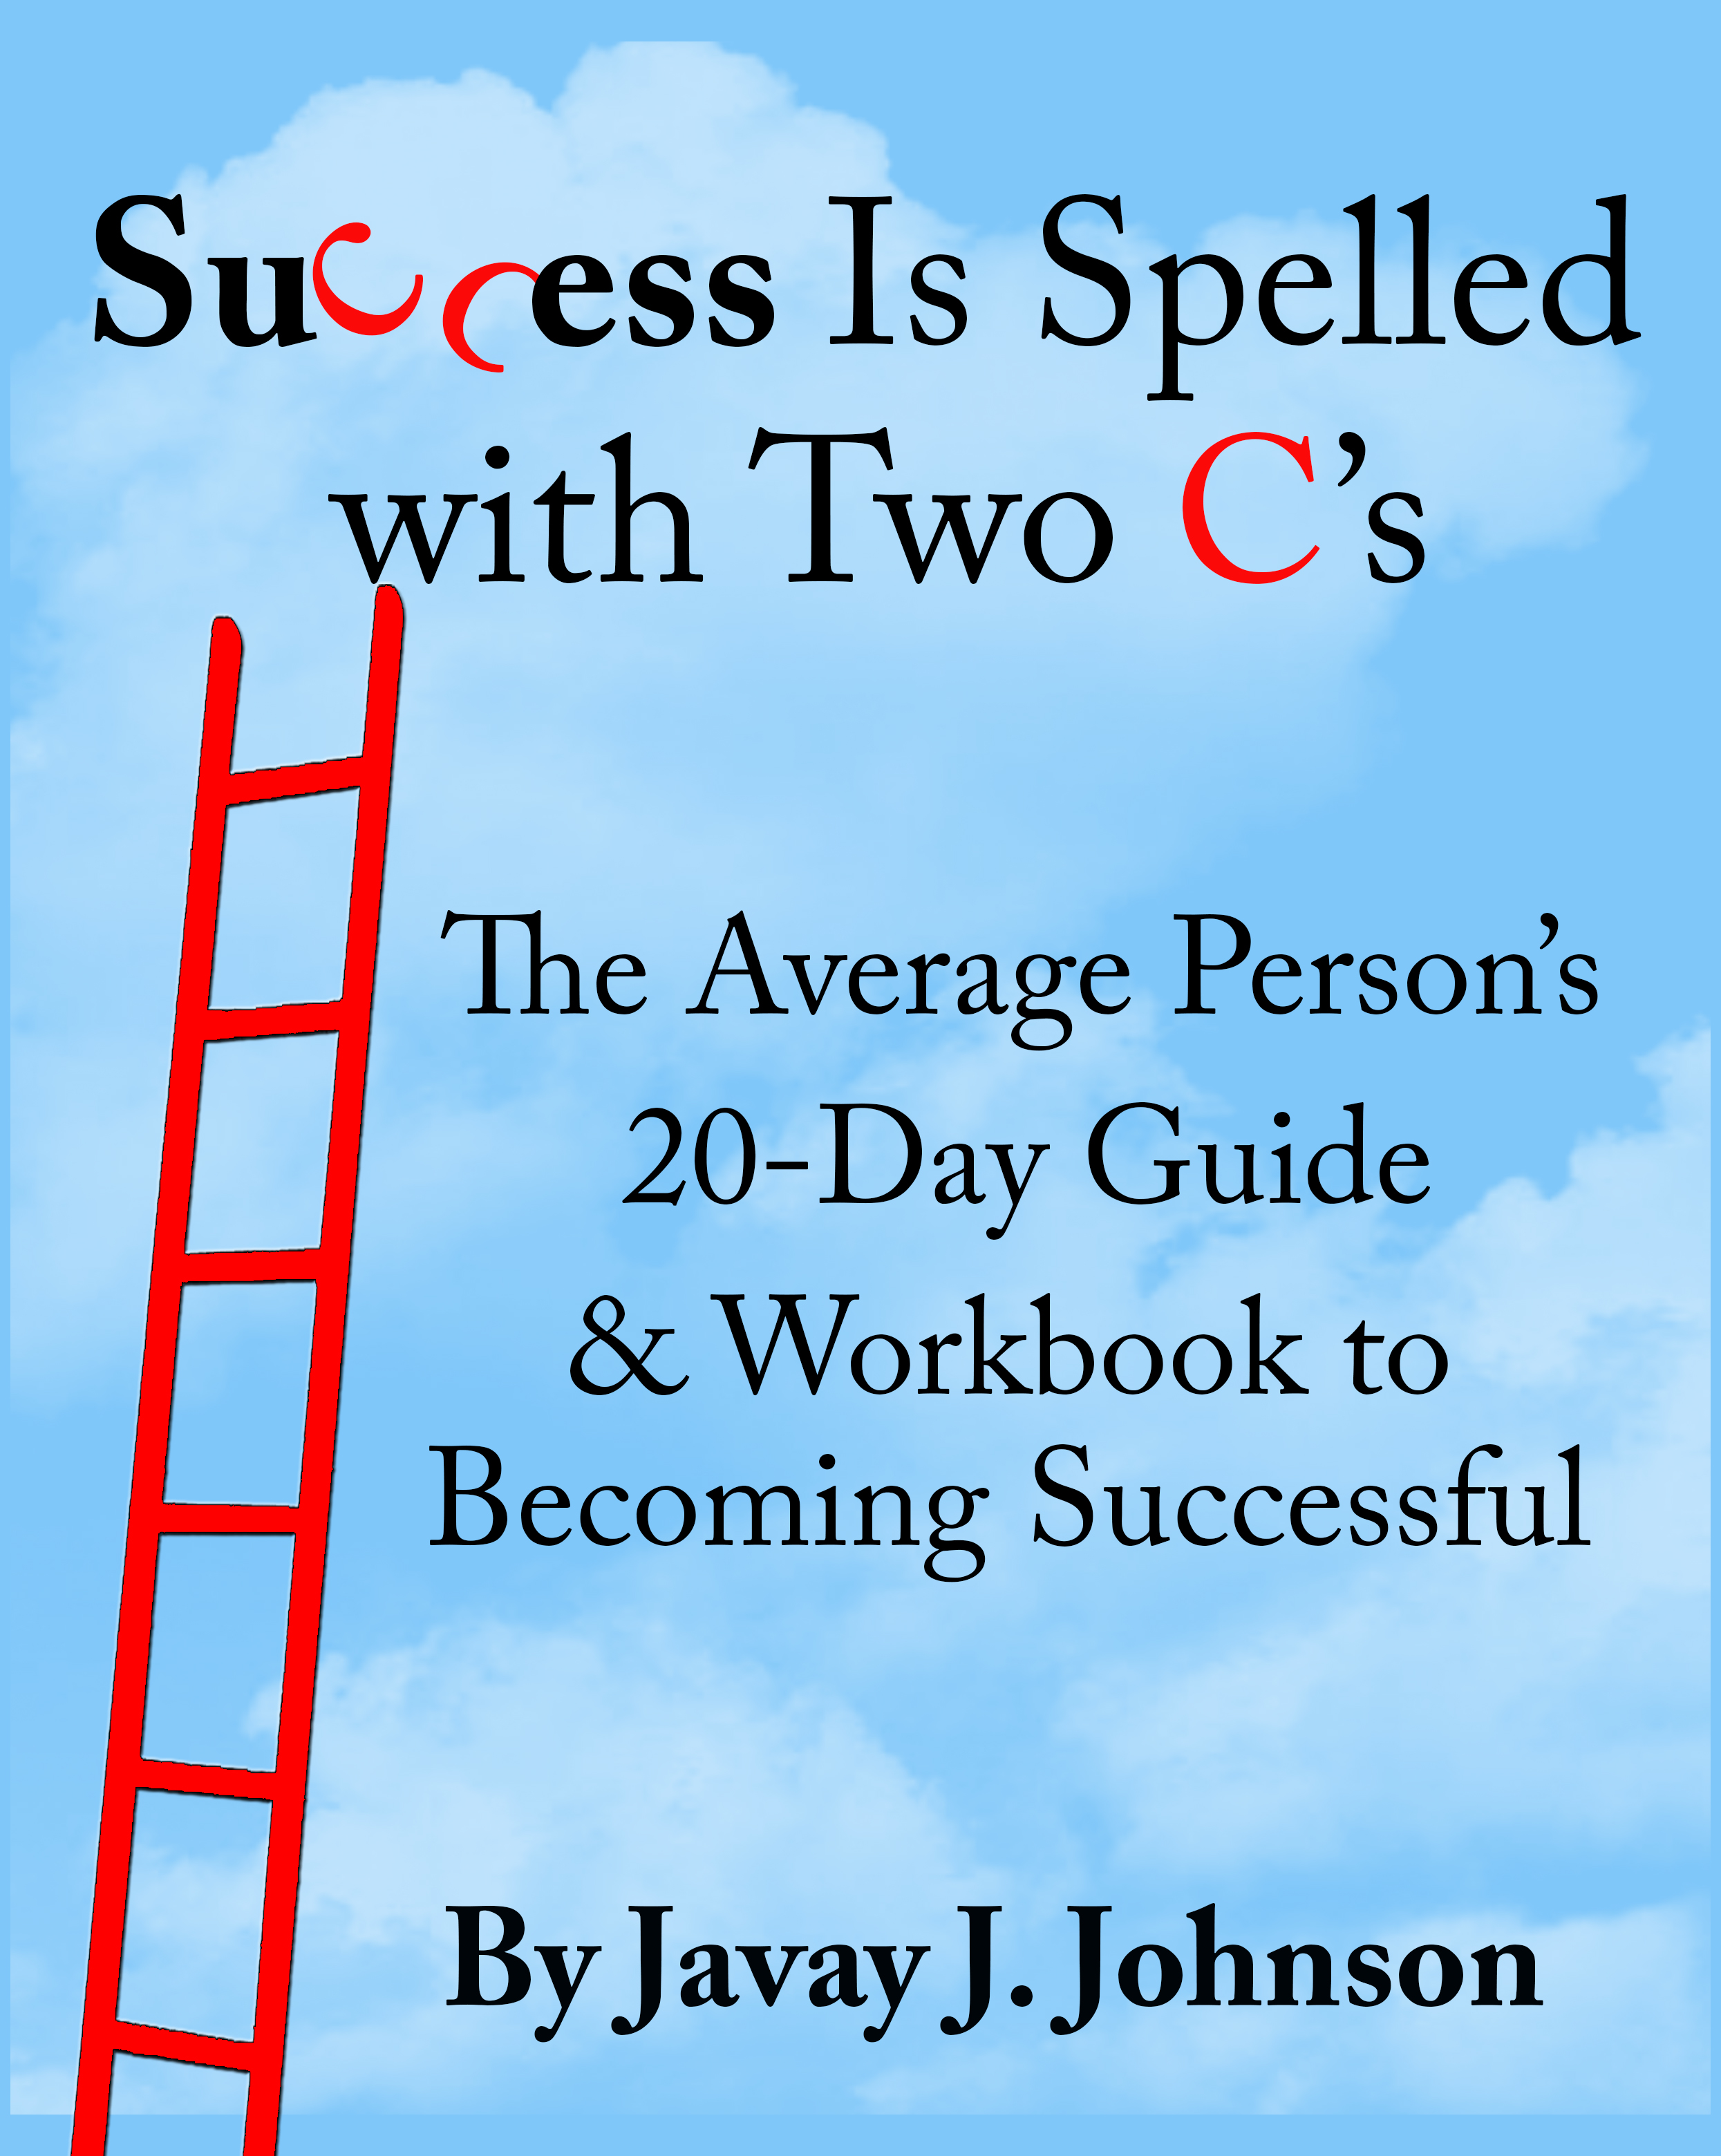 Success Is Spelled
with Two C’s
The Average Person’s
20-Day Guide
& Workbook to
Becoming Successful
By Javay J. Johnson